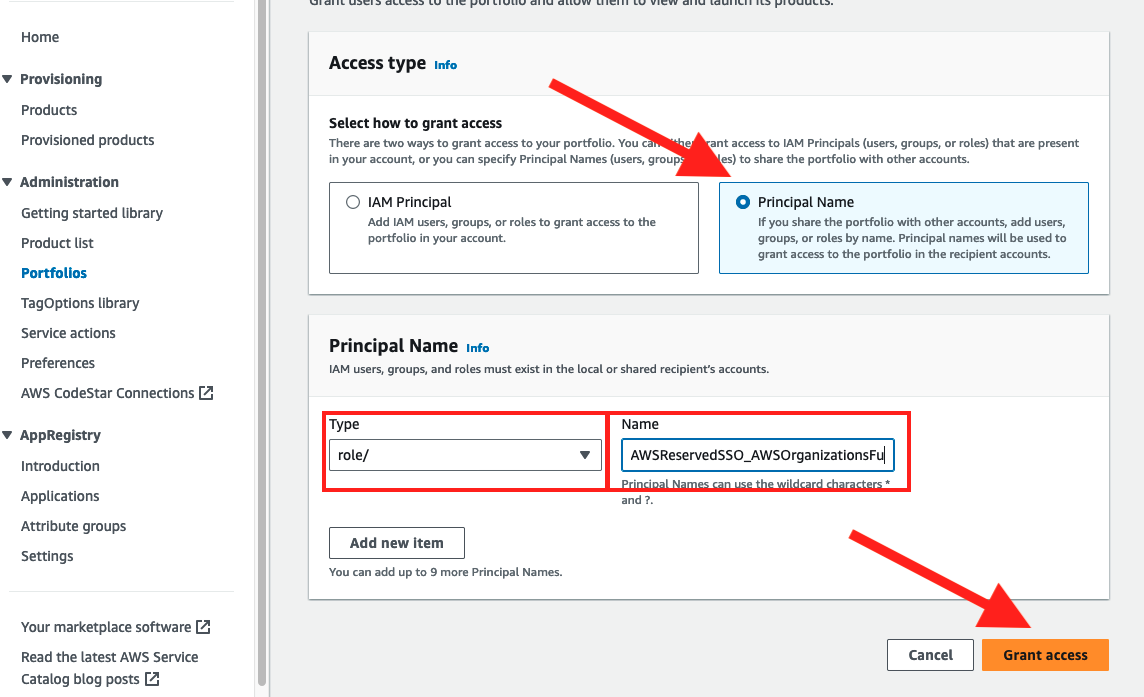 Home
Provisioning
Products
Provisioned products
Administration
Getting started library
Product list
Portfolios
TagOptions library
Service actions
Preferences
AWS CodeStar Connections
AppRegistry
Introduction
Applications
Attribute groups
Settings
Your marketplace software
Read the latest AWS Service
Catalog blog posts
Grant users access to the portfolio and allow them to view and launch its products.
Access type Info
Select how to grant access
There are two ways to grant access to your portfolio. You can grant access to IAM Principals (users, groups, or roles) that are present
in your account, or you can specify Principal Names (users, groups, to share the portfolio with other accounts.
IAM Principal
Add IAM users, groups, or roles to grant access to the
portfolio in your account.
Principal Name
If you share the portfolio with other accounts, add users,
groups, or roles by name. Principal names will be used to
grant access to the portfolio in the recipient accounts.
Principal Name Info
IAM users, groups, and roles must exist in the local or shared recipient's accounts.
Type
role/
Name
AWSReservedSSO_AWSOrganizationsFu
Principal Names can use the wildcard characters *
and ?.
Add new item
You can add up to 9 more Principal Names.
Cancel
Grant access